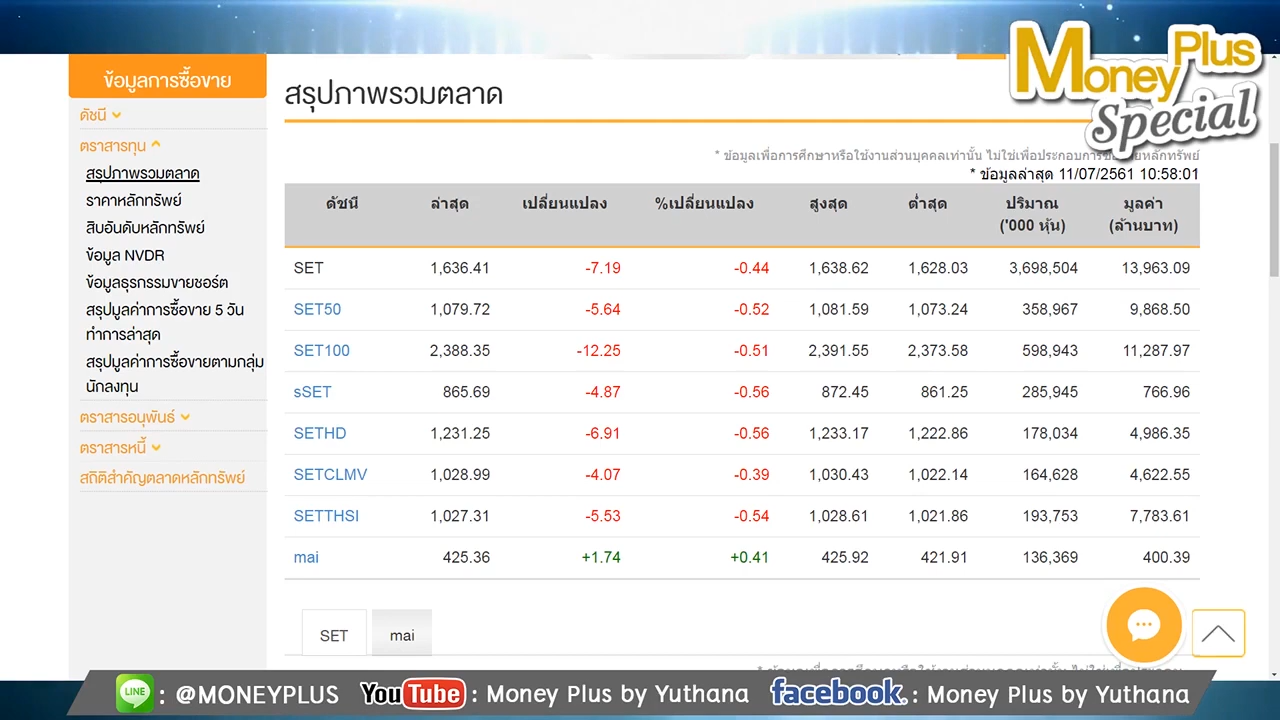 Money Plus
Special
ข้อมูลการซื้อขาย
ดัชนี
ตราสารทุน
สรุปภาพรวมตลาด
ราคาหลักทรัพย์
สิบอันดับหลักทรัพย์
ข้อมูล NVDR
ข้อมูลธุรกรรมขายชอร์ต
สรุปมูลค่าการซื้อขาย 5 วัน
ทำการล่าสุด
สรุปมูลค่าการซื้อขายตามกลุ่ม
นักลงทุน
ตราสารอนุพันธ์
ตราสารหนี้
สถิติสำคัญตลาดหลักทรัพย์
สรุปภาพรวมตลาด
* ข้อมูลเพื่อการศึกษาหรือใช้งานส่วนบุคคลเท่านั้น ไม่ใช่เพื่อประกอบการซื้อขายหลักทรัพย์
* ข้อมูลล่าสุด 11/07/2561 10:58:01
ดัชนี ล่าสุด เปลี่ยนแปลง %เปลี่ยนแปลง สูงสุด ต่ำสุด ปริมาณ มูลค่า
('000 หุ้น) (ล้านบาท)
SET 1,636.41 -7.19 -0.44 1,638.62 1,628.03 3,698,504 13,963.09
SET50 1,079.72 -5.64 -0.52 1,081.59 1,073.24 358,967 9,868.50
SET100 2,388.35 -12.25 -0.51 2,391.55 2,373.58 598,943 11,287.97
sSET 865.69 -4.87 -0.56 872.45 861.25 285,945 766.96
SETHD 1,231.25 -6.91 -0.56 1,233.17 1,222.86 178,034 4,986.35
SETCLMV 1,028.99 -4.07 -0.39 1,030.43 1,022.14 164,628 4,622.55
SETTHSI 1,027.31 -5.53 -0.54 1,028.61 1,021.86 193,753 7,783.61
mai 425.36 +1.74 +0.41 425.92 421.91 136,369 400.39
SET mai
LINE : @MONEYPLUS YouTube : Money Plus by Yuthana facebook. : Money Plus by Yuthana